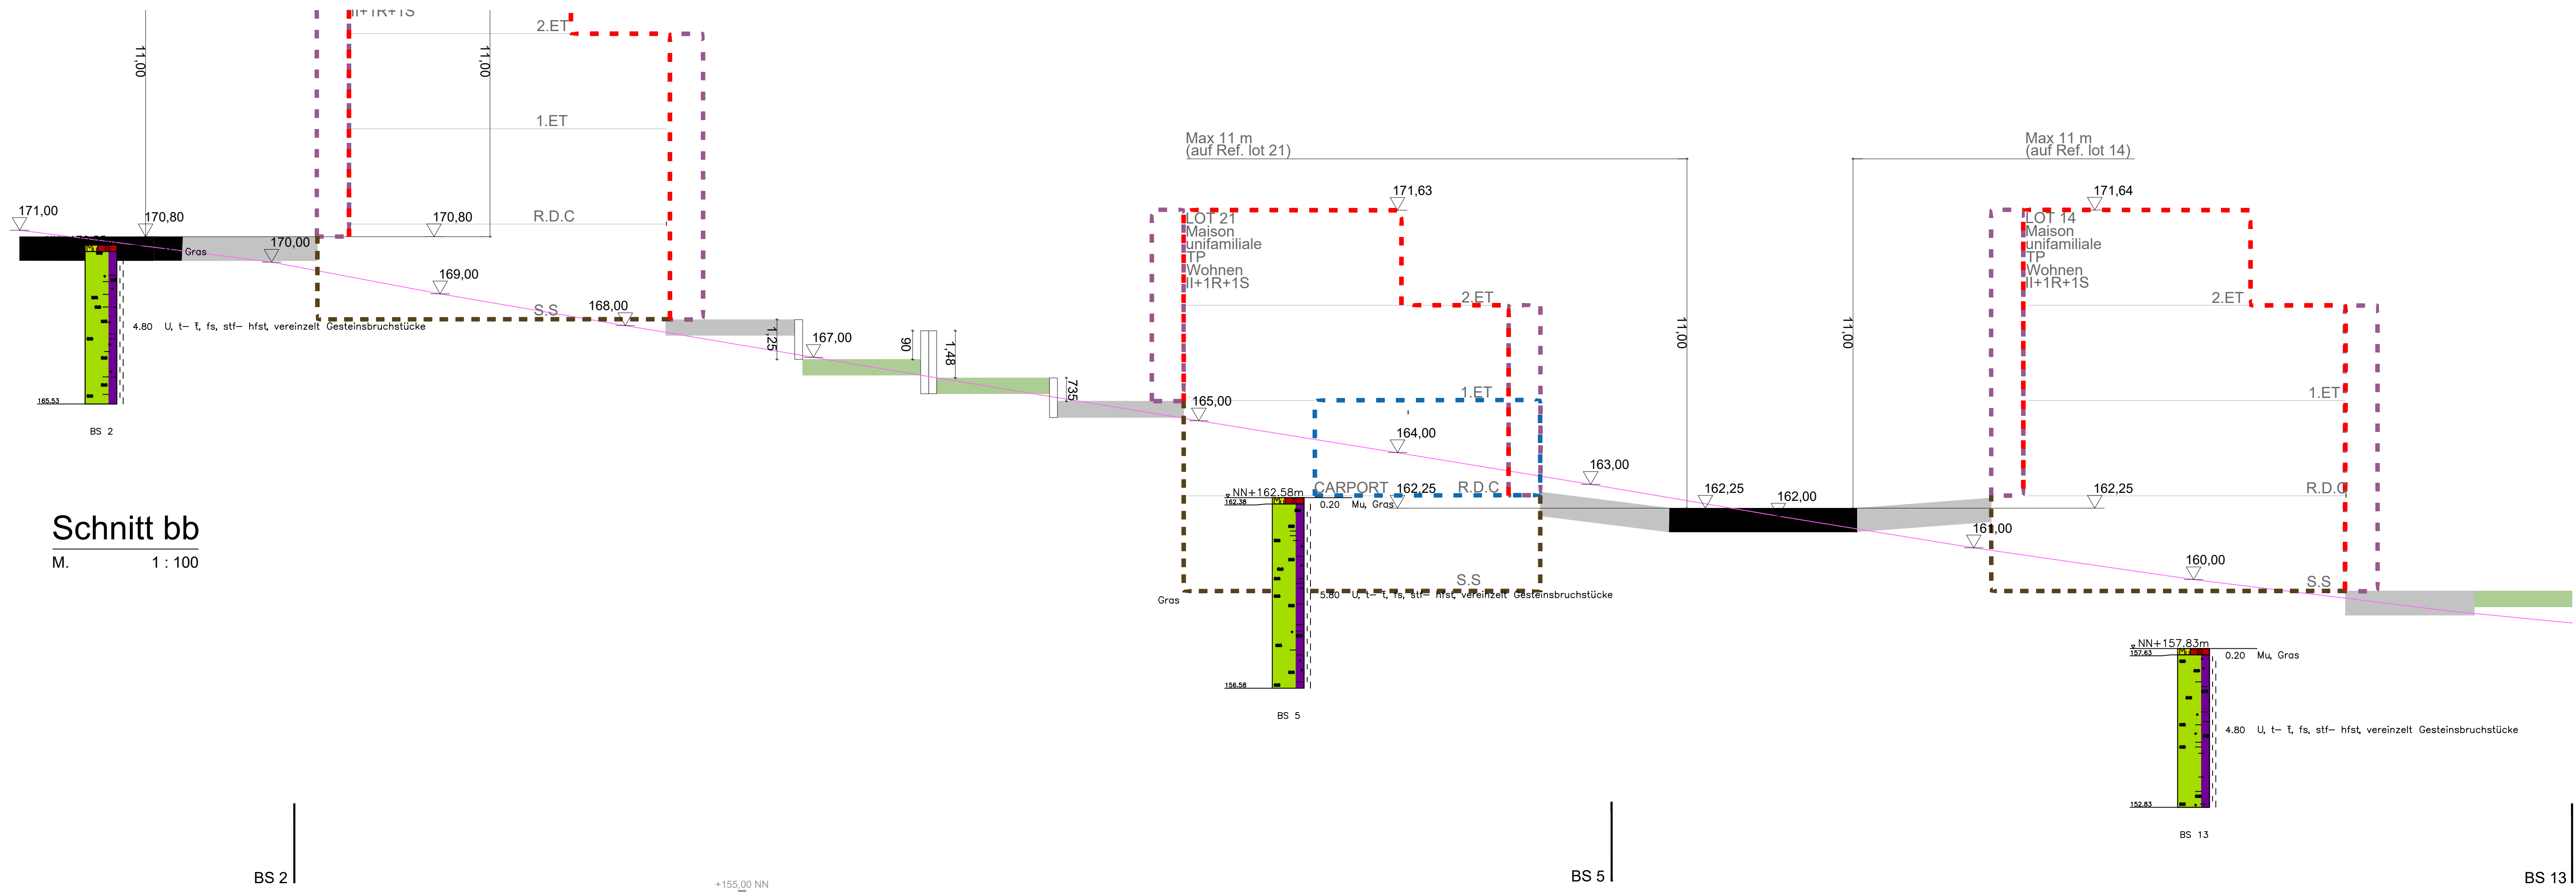 II+1R+1S
2.ET
11,00
11,00
1.ET
R.D.C
171,00
170,80
170,80
170,00
Gras
169,00
S.S
168,00
4.80 U, t– t̄, fs, stf– hfst, vereinzelt Gesteinsbruchstücke
165.53
BS 2
1,25
167,00
90
1,48
735
Max 11 m
(auf Ref. lot 21)
171,63
LOT 21
Maison
unifamiliale
TP
Wohnen
II+1R+1S
2.ET
11,00
165,00
1.ET
164,00
163,00
CARPORT
162,25
R.D.C
NN+162.58m
162.38
0.20 Mu, Gras
S.S
Gras
5.80 U, t– t̄, fs, stf– hfst, vereinzelt Gesteinsbruchstücke
156.58
BS 5
162,25
162,00
Max 11 m
(auf Ref. lot 14)
171,64
LOT 14
Maison
unifamiliale
TP
Wohnen
II+1R+1S
2.ET
11,00
1.ET
R.D.C
162,25
161,00
160,00
S.S
NN+157.83m
157.63
0.20 Mu, Gras
4.80 U, t– t̄, fs, stf– hfst, vereinzelt Gesteinsbruchstücke
152.83
BS 13
Schnitt bb
M. 1 : 100
BS 2
+155,00 NN
BS 5
BS 13